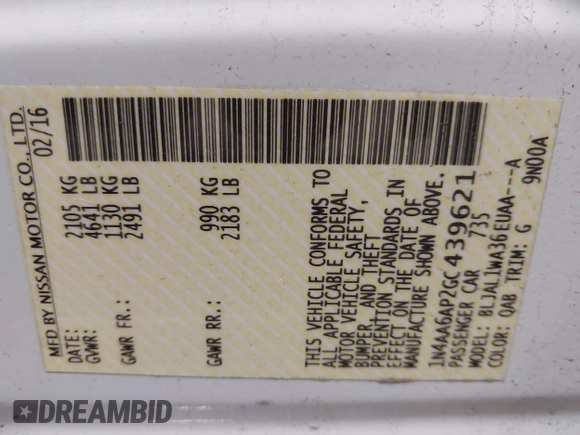 MFD BY NISSAN MOTOR CO., LTD.
DATE: 02/16
GVWR: 2105 KG
4641 LB
GAWR FR.: 1130 KG
2491 LB
GAWR RR.: 990 KG
2183 LB
THIS VEHICLE CONFORMS TO
ALL APPLICABLE FEDERAL
MOTOR VEHICLE SAFETY,
BUMPER, AND THEFT
PREVENTION STANDARDS IN
EFFECT ON THE DATE OF
MANUFACTURE SHOWN ABOVE.
1N4AA6AP2GC439621
PASSENGER CAR 735
MODEL: BLJAL1WA36EUAA---A
COLOR: QAB TRIM: G 9N00A
DREAMBID